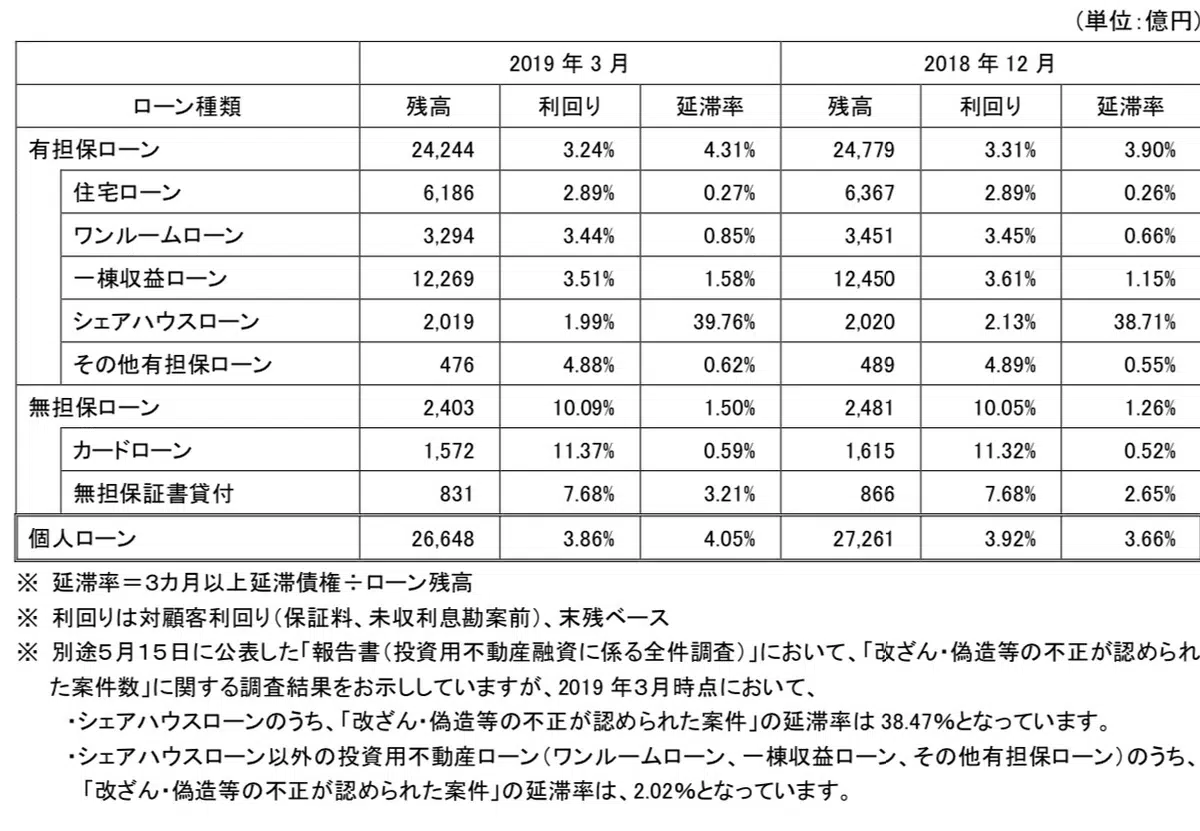 （単位：億円）
2019 年 3 月 2018 年 12 月
ローン種類 残高 利回り 延滞率 残高 利回り 延滞率
有担保ローン 24,244 3.24% 4.31% 24,779 3.31% 3.90%
住宅ローン 6,186 2.89% 0.27% 6,367 2.89% 0.26%
ワンルームローン 3,294 3.44% 0.85% 3,451 3.45% 0.66%
一棟収益ローン 12,269 3.51% 1.58% 12,450 3.61% 1.15%
シェアハウスローン 2,019 1.99% 39.76% 2,020 2.13% 38.71%
その他有担保ローン 476 4.88% 0.62% 489 4.89% 0.55%
無担保ローン 2,403 10.09% 1.50% 2,481 10.05% 1.26%
カードローン 1,572 11.37% 0.59% 1,615 11.32% 0.52%
無担保証書貸付 831 7.68% 3.21% 866 7.68% 2.65%
個人ローン 26,648 3.86% 4.05% 27,261 3.92% 3.66%
※ 延滞率＝３カ月以上延滞債権÷ローン残高
※ 利回りは対顧客利回り（保証料、未収利息勘案前）、末残ベース
※ 別途５月１５日に公表した「報告書（投資用不動産融資に係る全件調査）」において、「改ざん・偽造等の不正が認められ
た案件数」に関する調査結果をお示ししていますが、2019 年３月時点において、
・シェアハウスローンのうち、「改ざん・偽造等の不正が認められた案件」の延滞率は 38.47%となっています。
・シェアハウスローン以外の投資用不動産ローン（ワンルームローン、一棟収益ローン、その他有担保ローン）のうち、
「改ざん・偽造等の不正が認められた案件」の延滞率は、2.02%となっています。